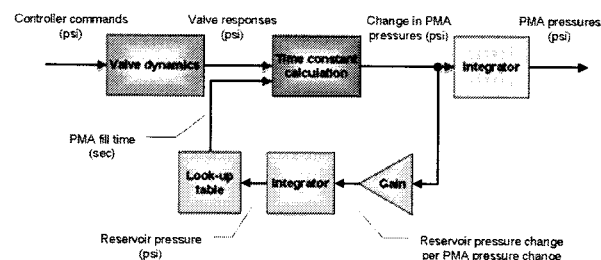 Controller commands
(psi)
Valve responses
(psi)
Change in PMA
pressures (psi)
PMA pressures
(psi)
Valve dynamics
Time constant
calculation
Integrator
PMA fill time
(sec)
Look-up
table
Integrator
Gain
Reservoir pressure
(psi)
Reservoir pressure change
per PMA pressure change